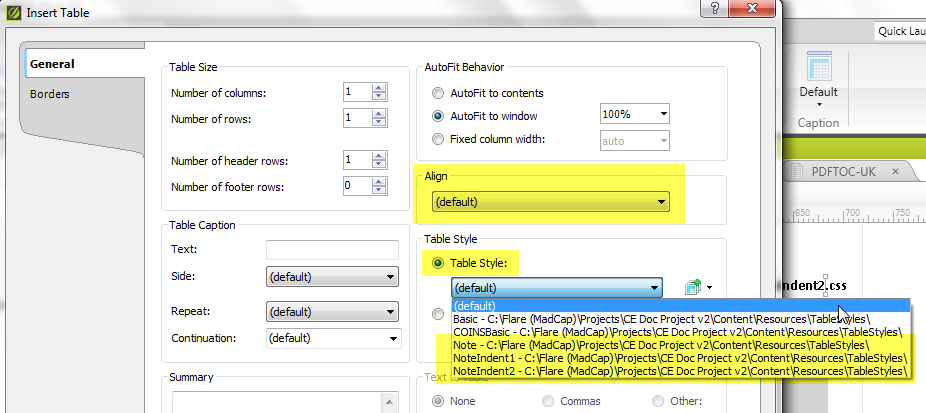 Insert Table
?
Quick Lau
General
Borders
Table Size
Number of columns: 1
Number of rows: 1
Number of header rows: 1
Number of footer rows: 0
AutoFit Behavior
AutoFit to contents
AutoFit to window 100%
Fixed column width: auto
Default
Caption
PDFTOC-UK
650 700 750
Align
(default)
Table Caption
Text:
Side: (default)
Repeat: (default)
Continuation: (default)
Table Style
Table Style:
(default)
ndent2.css
(default)
Basic - C:\Flare (MadCap)\Projects\CE Doc Project v2\Content\Resources\TableStyles\
COINSBasic - C:\Flare (MadCap)\Projects\CE Doc Project v2\Content\Resources\TableStyles\
Note - C:\Flare (MadCap)\Projects\CE Doc Project v2\Content\Resources\TableStyles\
NoteIndent1 - C:\Flare (MadCap)\Projects\CE Doc Project v2\Content\Resources\TableStyles\
NoteIndent2 - C:\Flare (MadCap)\Projects\CE Doc Project v2\Content\Resources\TableStyles\
Summary
Text to Table
None
Commas
Other: